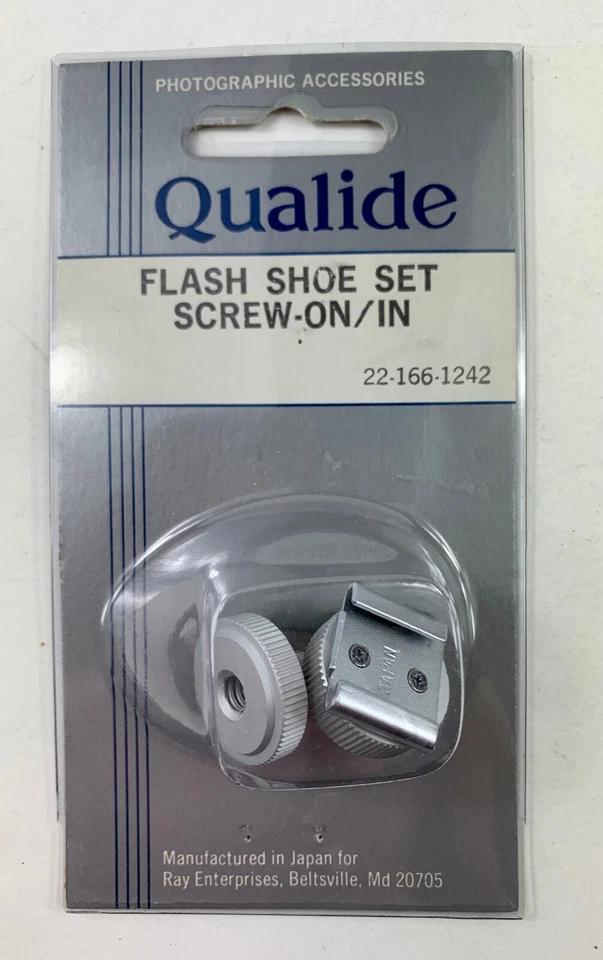 PHOTOGRAPHIC ACCESSORIES
Qualide
FLASH SHOE SET
SCREW-ON/IN
22-166-1242
JAPAN
Manufactured in Japan for
Ray Enterprises, Beltsville, Md 20705